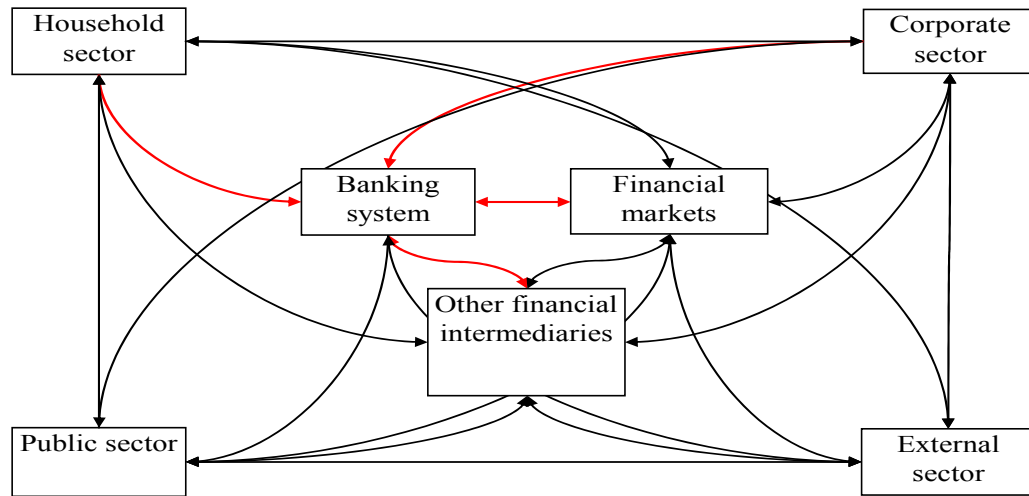 Household
sector
Corporate
sector
Banking
system
Financial
markets
Other financial
intermediaries
Public sector
External
sector